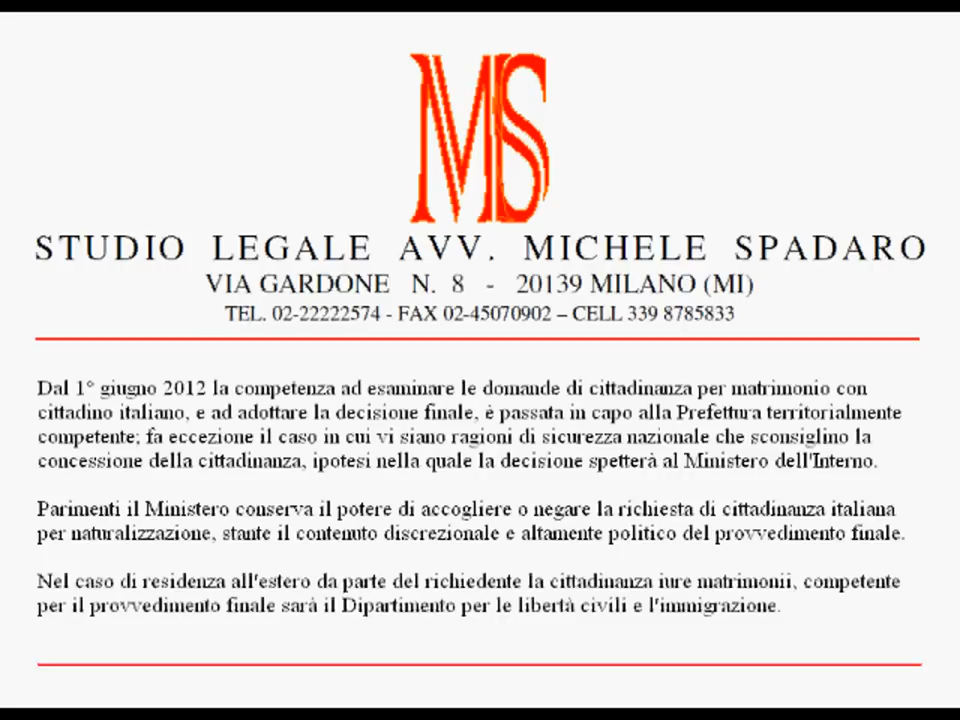 MS
STUDIO LEGALE AVV. MICHELE SPADARO
VIA GARDONE N. 8 - 20139 MILANO (MI)
TEL. 02-22222574 - FAX 02-45070902 – CELL 339 8785833
Dal 1° giugno 2012 la competenza ad esaminare le domande di cittadinanza per matrimonio con
cittadino italiano, e ad adottare la decisione finale, è passata in capo alla Prefettura territorialmente
competente; fa eccezione il caso in cui vi siano ragioni di sicurezza nazionale che sconsiglino la
concessione della cittadinanza, ipotesi nella quale la decisione spetterà al Ministero dell'Interno.
Parimenti il Ministero conserva il potere di accogliere o negare la richiesta di cittadinanza italiana
per naturalizzazione, stante il contenuto discrezionale e altamente politico del provvedimento finale.
Nel caso di residenza all'estero da parte del richiedente la cittadinanza iure matrimonii, competente
per il provvedimento finale sarà il Dipartimento per le libertà civili e l'immigrazione.